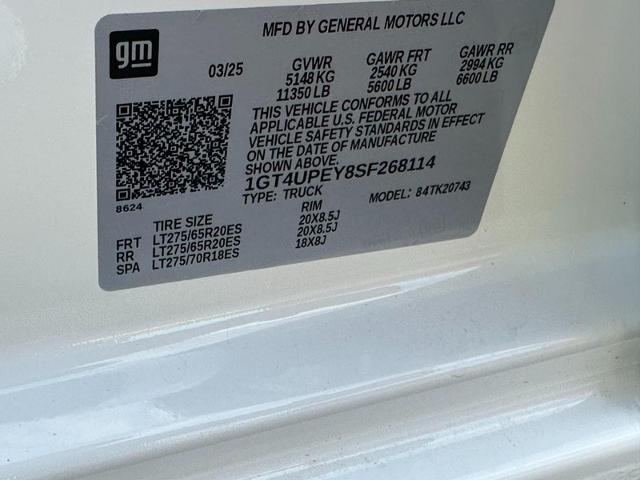 gm
MFD BY GENERAL MOTORS LLC
03/25
GVWR
5148 KG
11350 LB
GAWR FRT
2540 KG
5600 LB
GAWR RR
2994 KG
6600 LB
THIS VEHICLE CONFORMS TO ALL
APPLICABLE U.S. FEDERAL MOTOR
VEHICLE SAFETY STANDARDS IN EFFECT
ON THE DATE OF MANUFACTURE
SHOWN ABOVE.
1GT4UPEY8SF268114
TYPE: TRUCK
MODEL: 84TK20743
8624
TIRE SIZE RIM
FRT LT275/65R20ES 20X8.5J
RR LT275/65R20ES 20X8.5J
SPA LT275/70R18ES 18X8J